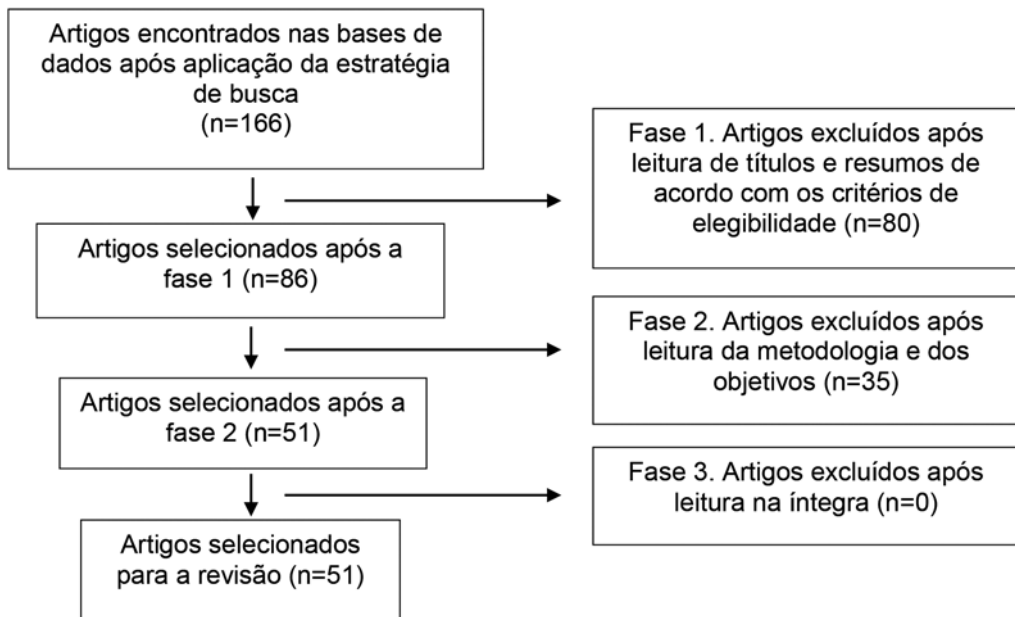 Artigos encontrados nas bases de
dados após aplicação da estratégia
de busca
(n=166)
Fase 1. Artigos excluídos após
leitura de títulos e resumos de
acordo com os critérios de
elegibilidade (n=80)
Artigos selecionados após a
fase 1 (n=86)
Fase 2. Artigos excluídos após
leitura da metodologia e dos
objetivos (n=35)
Artigos selecionados após a
fase 2 (n=51)
Fase 3. Artigos excluídos após
leitura na íntegra (n=0)
Artigos selecionados
para a revisão (n=51)